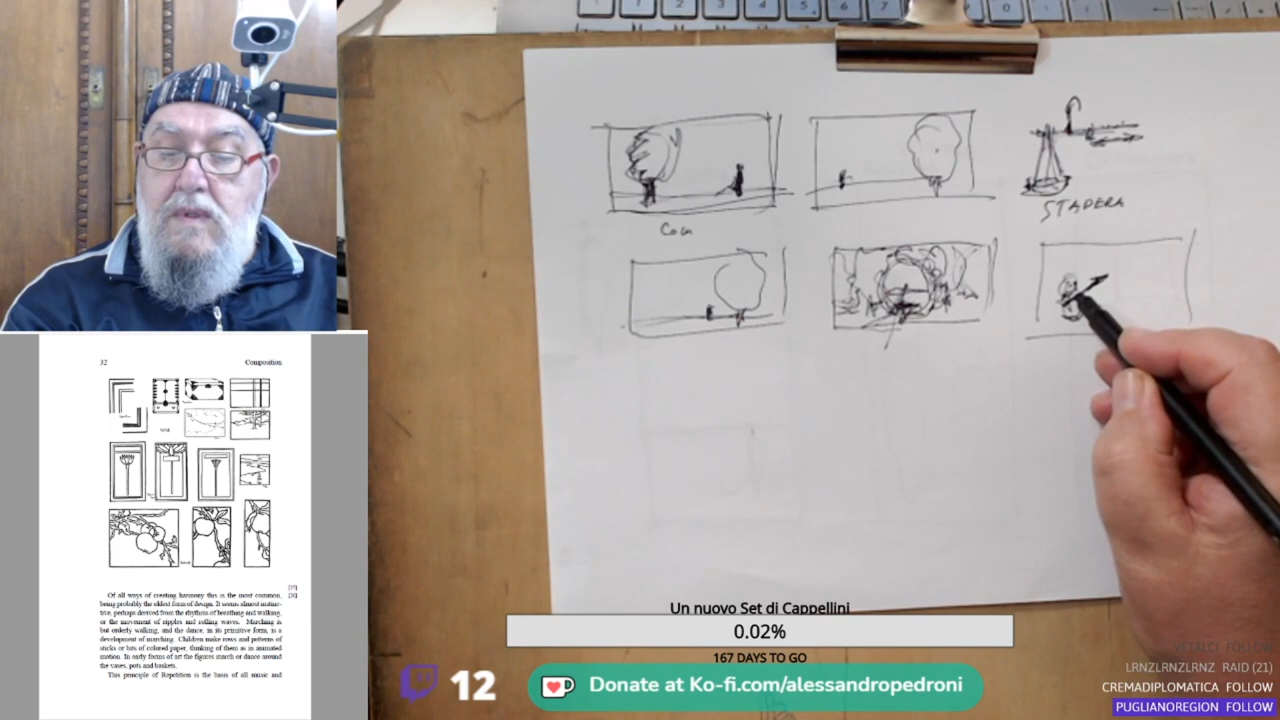 STADERA
32 Composition
Of all ways of creating harmony this is the most common,
being probably the oldest form of design. It seems almost instinc-
tive, perhaps derived from the rhythms of breathing and walking,
or the movement of ripples and rolling waves. Marching is
but orderly walking, and the dance, in its primitive form, is a
development of marching. Children make rows and patterns of
sticks or bits of colored paper, thinking of them as in animated
motion. In early forms of art the figures march or dance around
the vases, pots and baskets.
This principle of Repetition is the basis of all music and
Un nuovo Set di Cappellini
0.02%
167 DAYS TO GO
12
Donate at Ko-fi.com/alessandropedroni
VETALCI FOLLOW
LRNZLRNZLRNZ RAID (21)
CREMADIPLOMATICA FOLLOW
PUGLIANOREGION FOLLOW